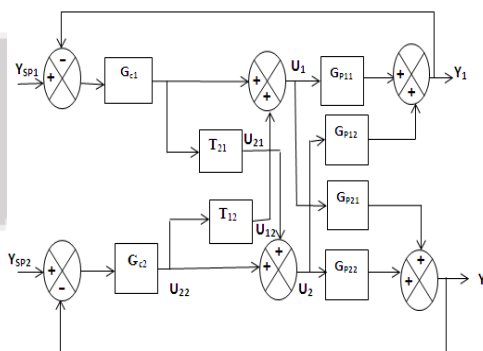 Y_SP1
+
-
G_c1
+
+
U_1
G_P11
+
+
Y_1
G_P12
T_21
U_21
G_P21
T_12
U_12
Y_SP2
+
-
G_c2
U_22
+
+
U_2
G_P22
+
+
Y